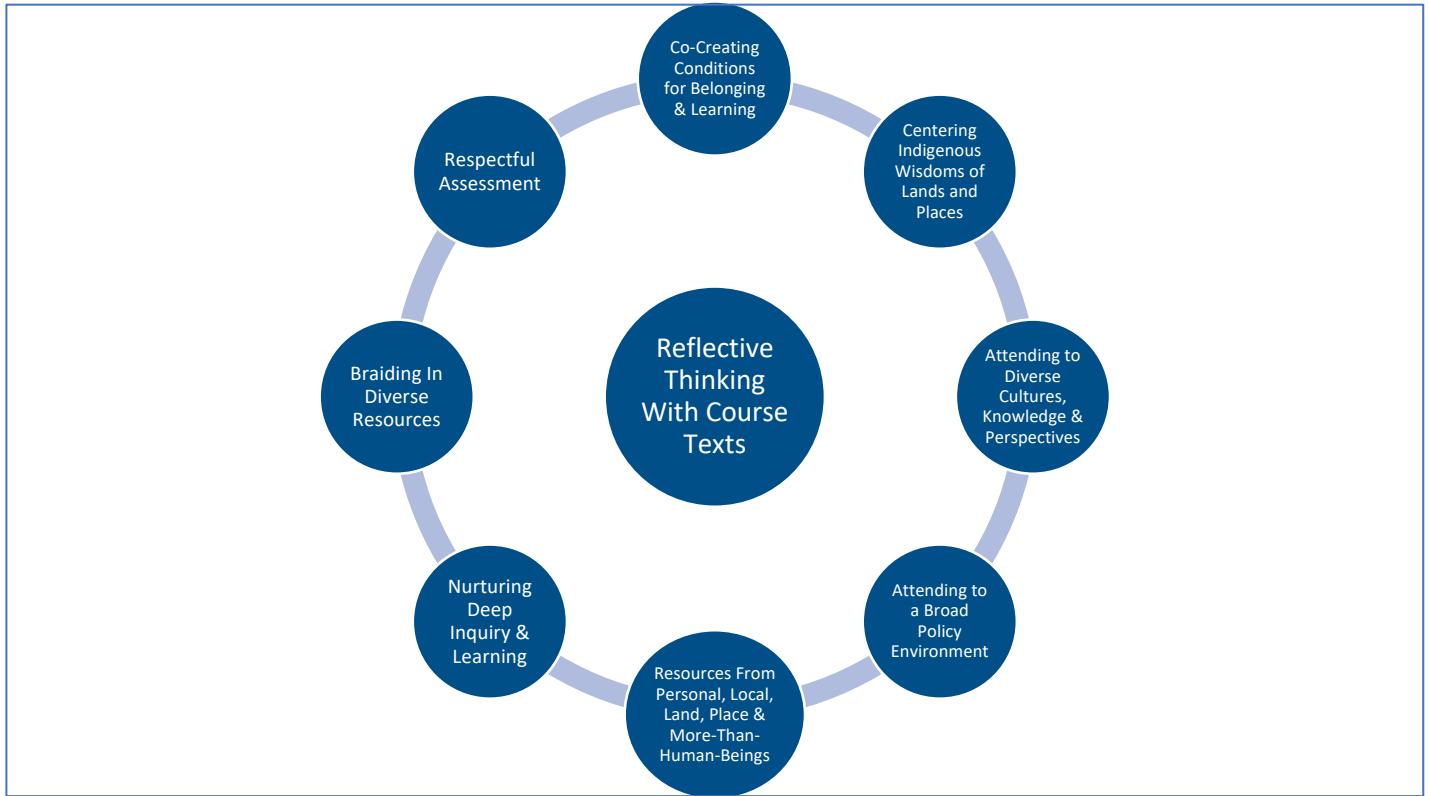 Co-Creating
Conditions
for Belonging
& Learning
Centering
Indigenous
Wisdoms of
Lands and
Places
Attending to
Diverse
Cultures,
Knowledge &
Perspectives
Attending to
a Broad
Policy
Environment
Resources From
Personal, Local,
Land, Place &
More-Than-
Human-Beings
Nurturing
Deep
Inquiry &
Learning
Braiding In
Diverse
Resources
Respectful
Assessment
Reflective
Thinking
With Course
Texts